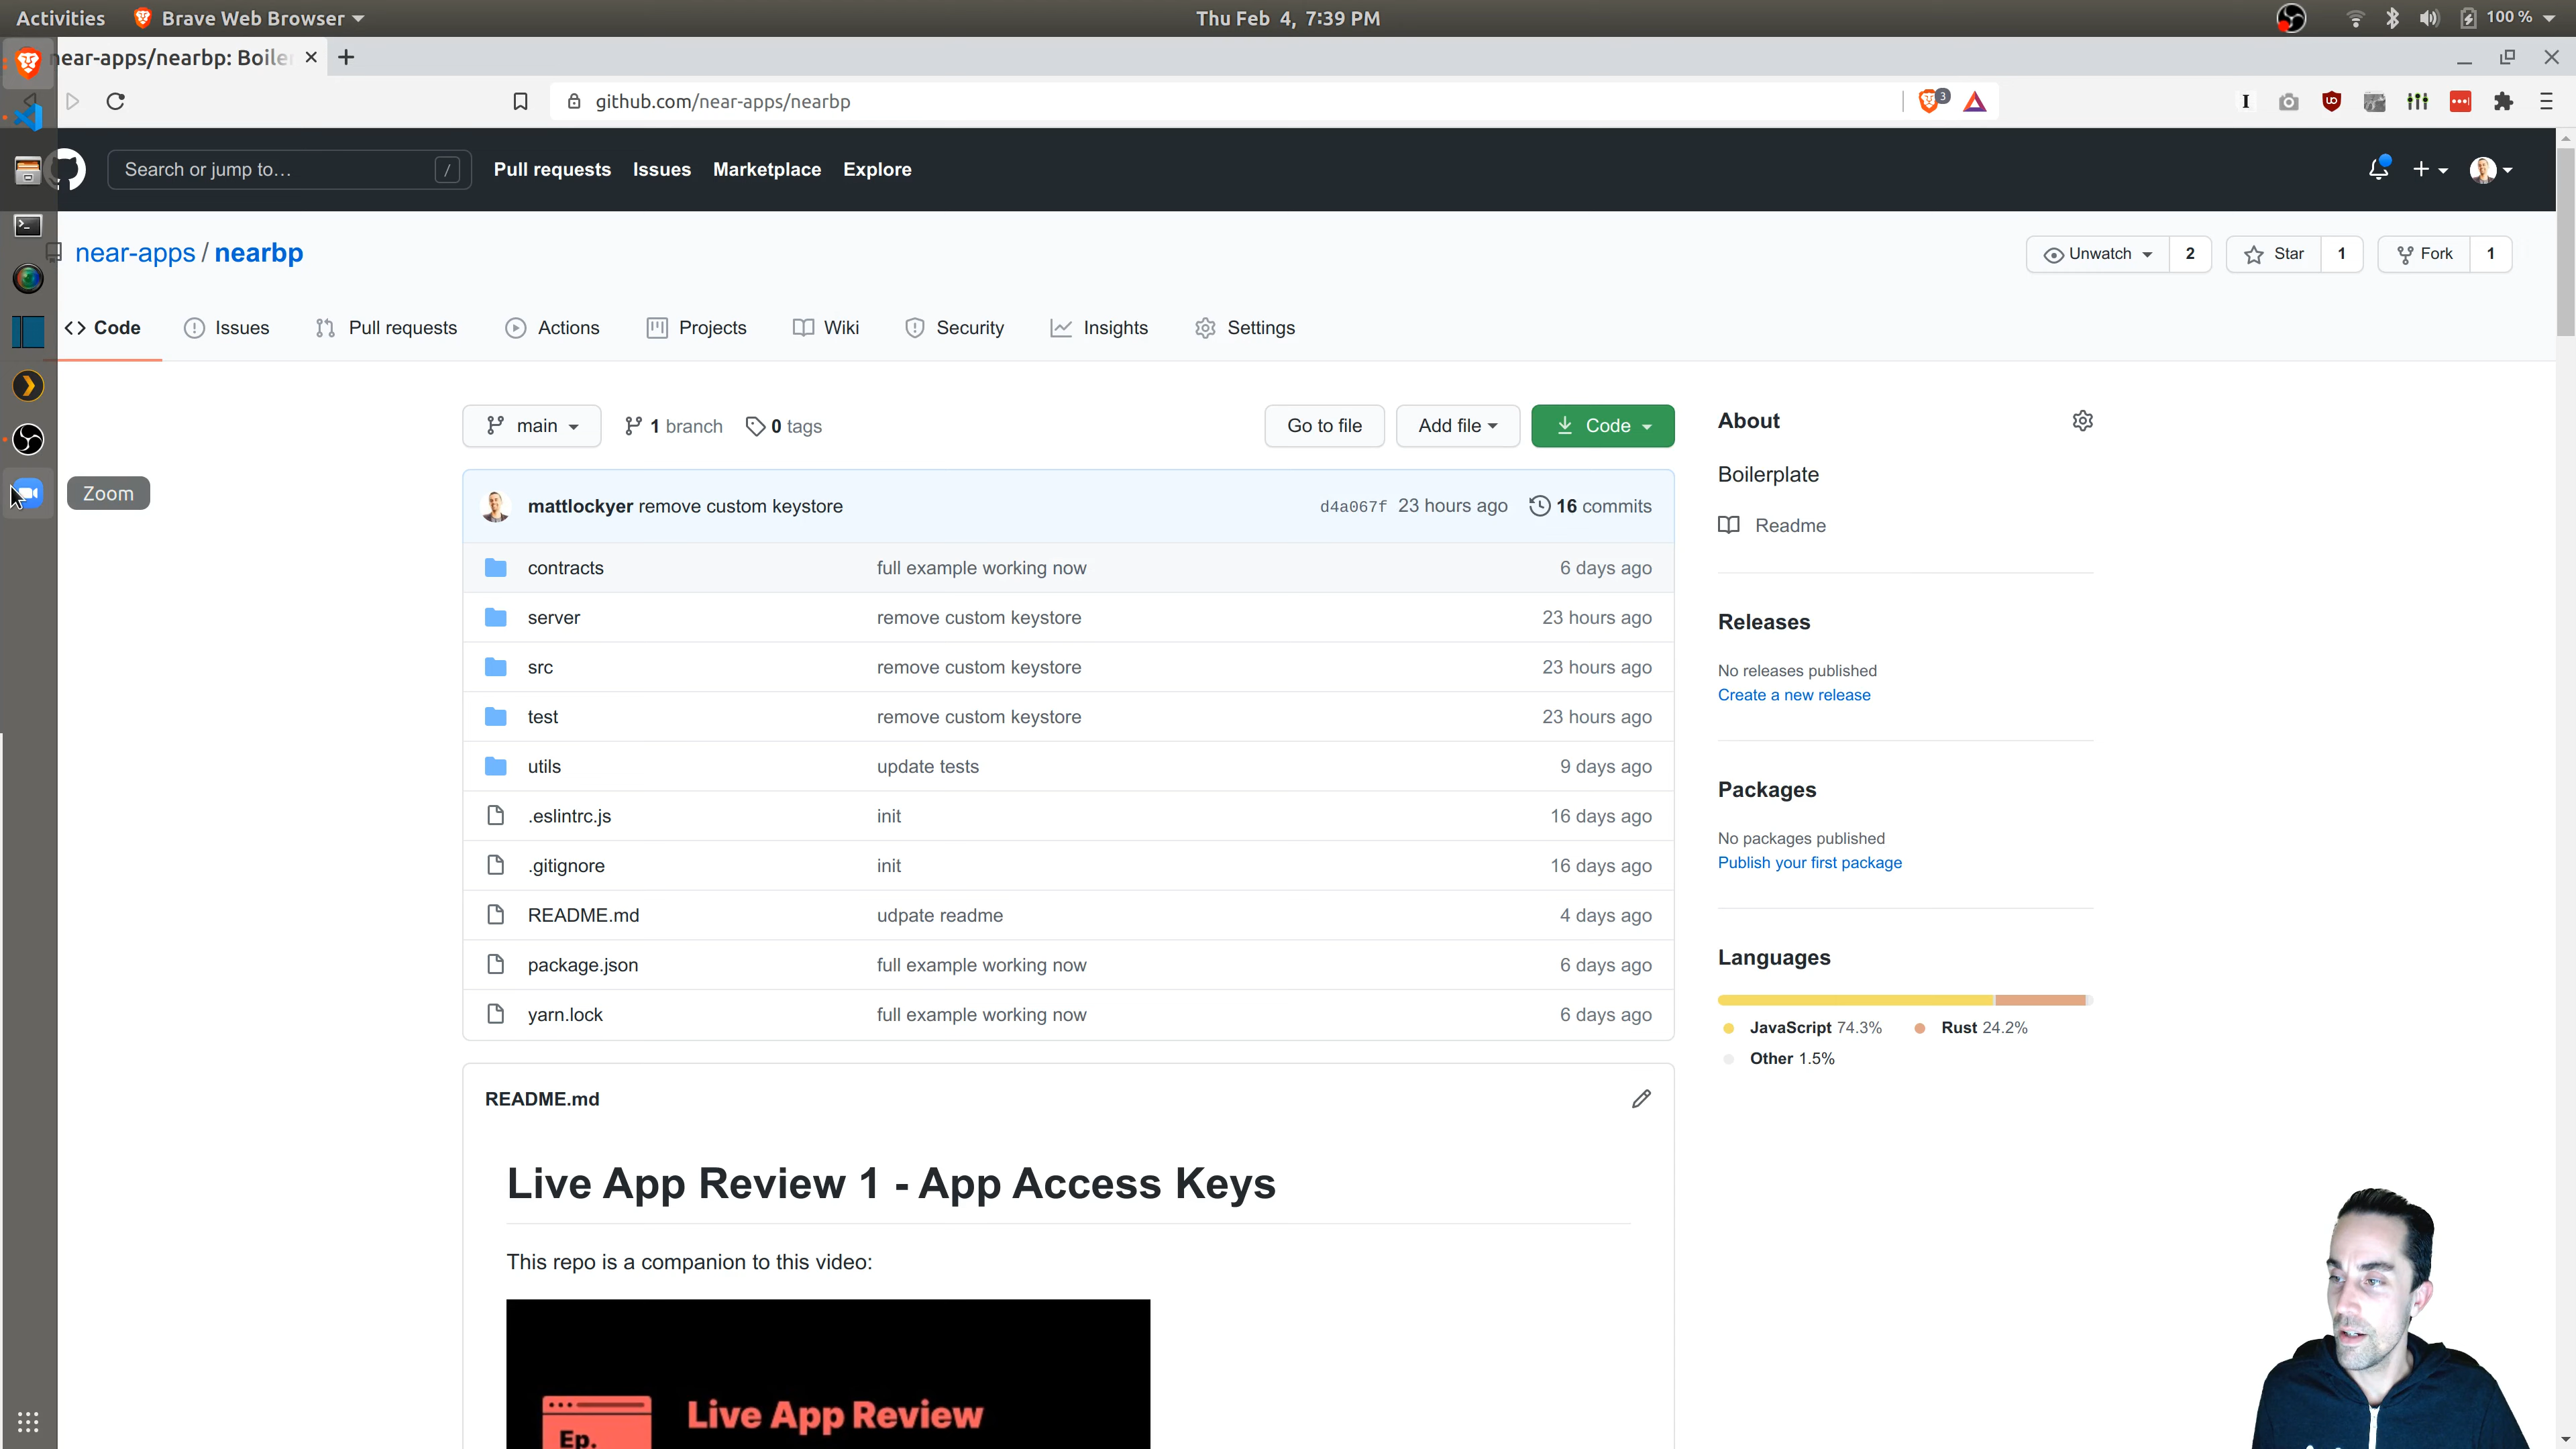 Activities
Brave Web Browser
Thu Feb 4, 7:39 PM
100 %
near-apps/nearbp: Boiler
github.com/near-apps/nearbp
3
Search or jump to…
/
Pull requests
Issues
Marketplace
Explore
near-apps / nearbp
Unwatch
2
Star
1
Fork
1
Code
Issues
Pull requests
Actions
Projects
Wiki
Security
Insights
Settings
main
1 branch
0 tags
Go to file
Add file
Code
About
Boilerplate
Readme
Zoom
mattlockyer remove custom keystore
d4a067f 23 hours ago
16 commits
contracts
full example working now
6 days ago
server
remove custom keystore
23 hours ago
src
remove custom keystore
23 hours ago
test
remove custom keystore
23 hours ago
utils
update tests
9 days ago
.eslintrc.js
init
16 days ago
.gitignore
init
16 days ago
README.md
udpate readme
4 days ago
package.json
full example working now
6 days ago
yarn.lock
full example working now
6 days ago
Releases
No releases published
Create a new release
Packages
No packages published
Publish your first package
Languages
JavaScript 74.3%
Rust 24.2%
Other 1.5%
README.md
Live App Review 1 - App Access Keys
This repo is a companion to this video:
Live App Review
Ep.